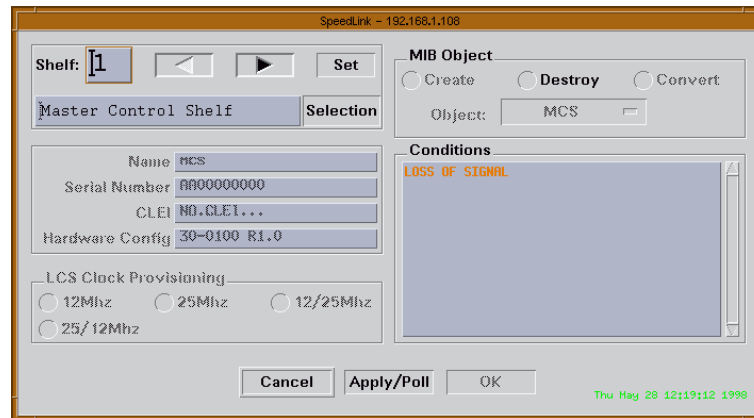 SpeedLink - 192.168.1.108
Shelf: 1 Set
Master Control Shelf Selection
Name MCS
Serial Number AA00000000
CLEI NO.CLEI...
Hardware Config 30-0100 R1.0
LCS Clock Provisioning
12Mhz 25Mhz 12/25Mhz
25/12Mhz
MIB Object
Create Destroy Convert
Object: MCS
Conditions
LOSS OF SIGNAL
Cancel Apply/Poll OK
Thu May 28 12:19:12 1998